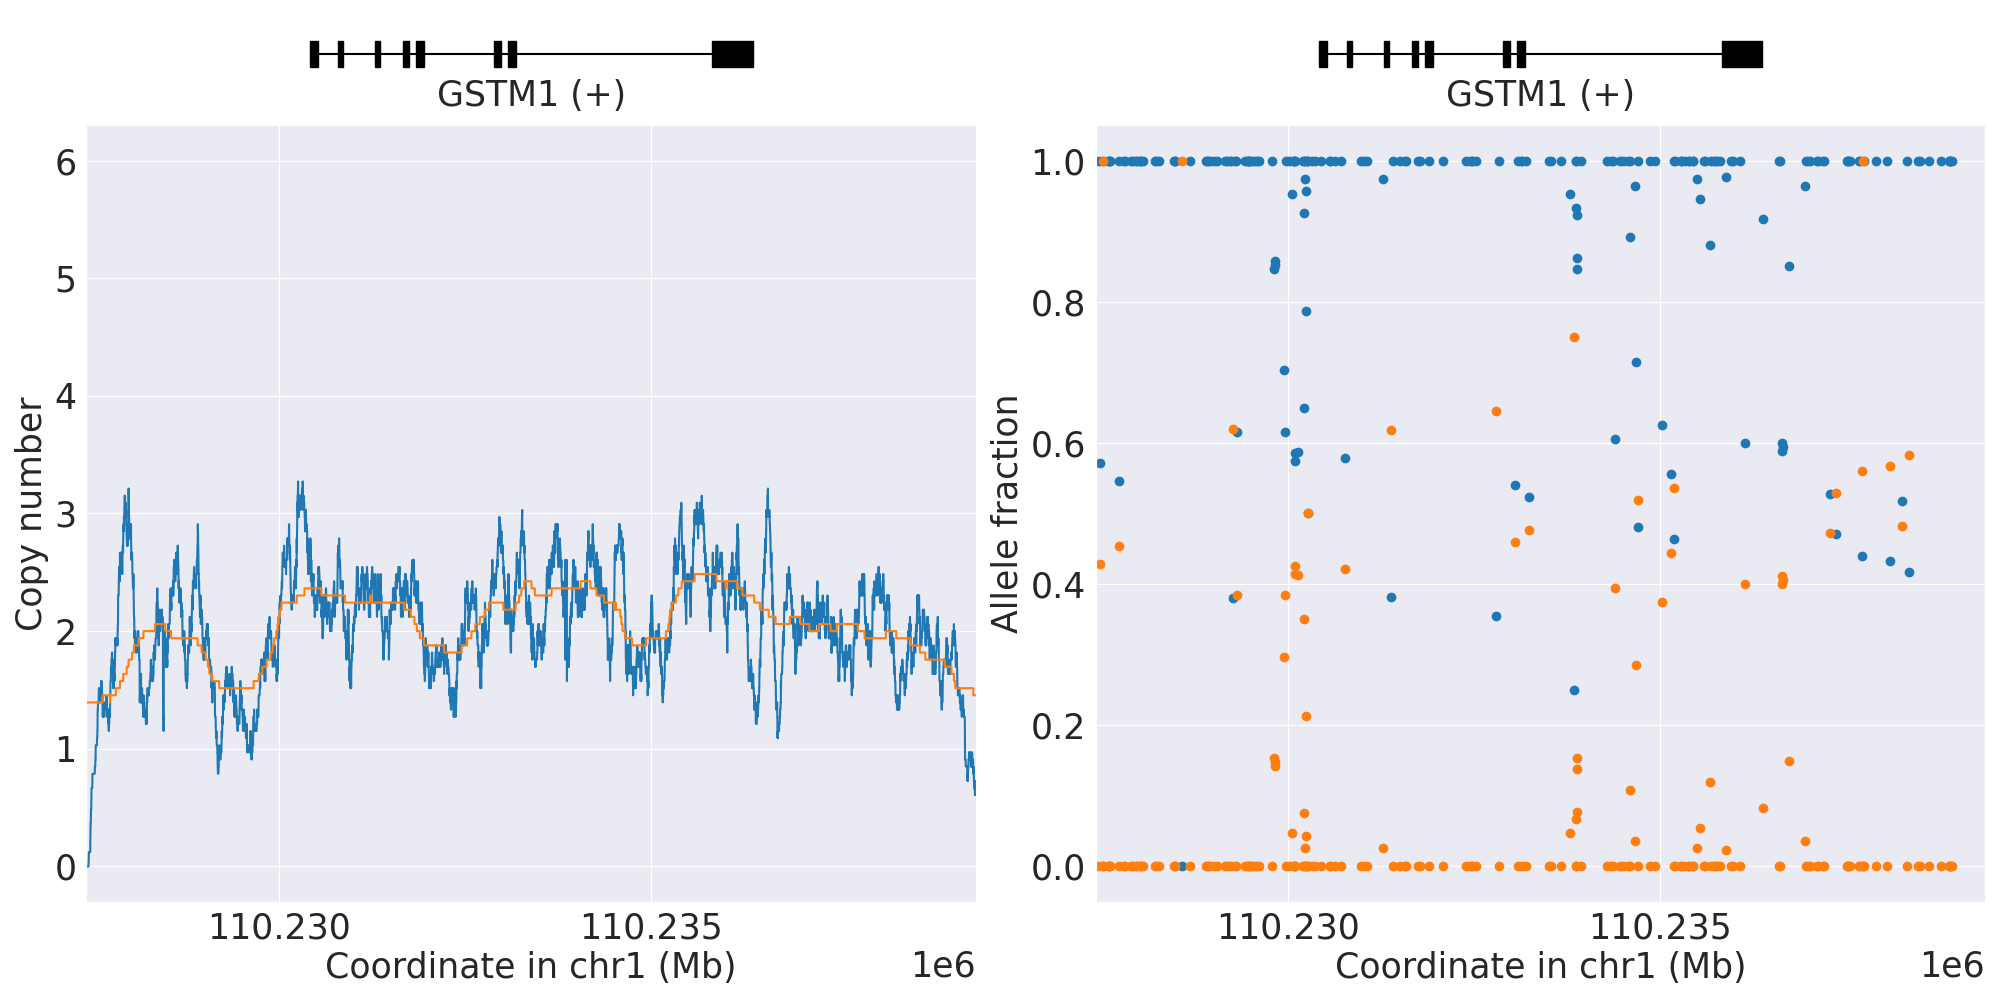 GSTM1 (+)
6
5
4
3
2
1
0
Copy number
110.230
110.235
Coordinate in chr1 (Mb)
1e6
GSTM1 (+)
1.0
0.8
0.6
0.4
0.2
0.0
Allele fraction
110.230
110.235
Coordinate in chr1 (Mb)
1e6